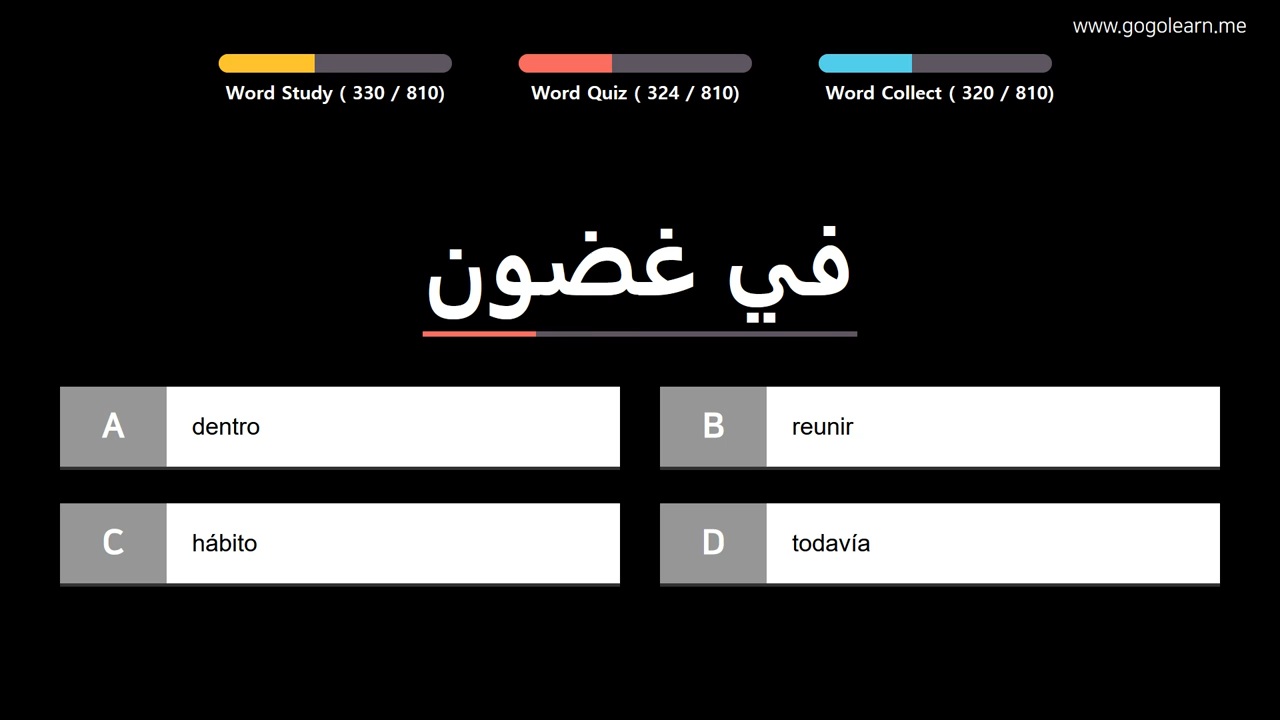 www.gogolearn.me
Word Study ( 330 / 810)
Word Quiz ( 324 / 810)
Word Collect ( 320 / 810)
في غضون
A dentro
B reunir
C hábito
D todavía